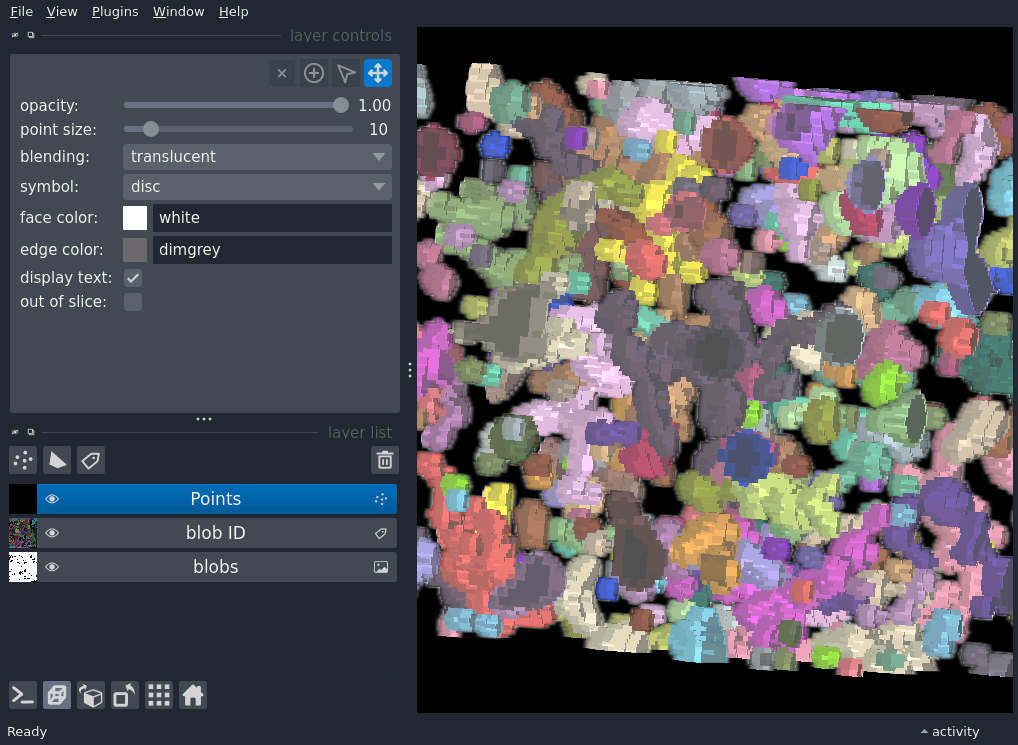 File View Plugins Window Help
layer controls
opacity: 1.00
point size: 10
blending: translucent
symbol: disc
face color: white
edge color: dimgrey
display text:
out of slice:
layer list
Points
blob ID
blobs
Ready activity